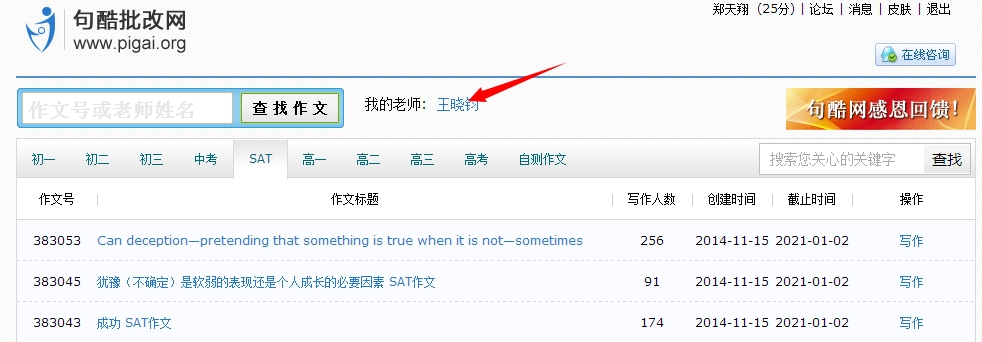 郑天翔（25分）| 论坛 | 消息 | 皮肤 | 退出
句酷批改网
www.pigai.org
在线咨询
作文号或老师姓名 查找作文 我的老师： 王晓钧 句酷网感恩回馈！
初一 初二 初三 中考 SAT 高一 高二 高三 高考 自测作文 搜索您关心的关键字 查找
作文号 作文标题 写作人数 创建时间 截止时间 操作
383053 Can deception—pretending that something is true when it is not—sometimes 256 2014-11-15 2021-01-02 写作
383045 犹豫（不确定）是软弱的表现还是个人成长的必要因素 SAT作文 91 2014-11-15 2021-01-02 写作
383043 成功 SAT作文 174 2014-11-15 2021-01-02 写作